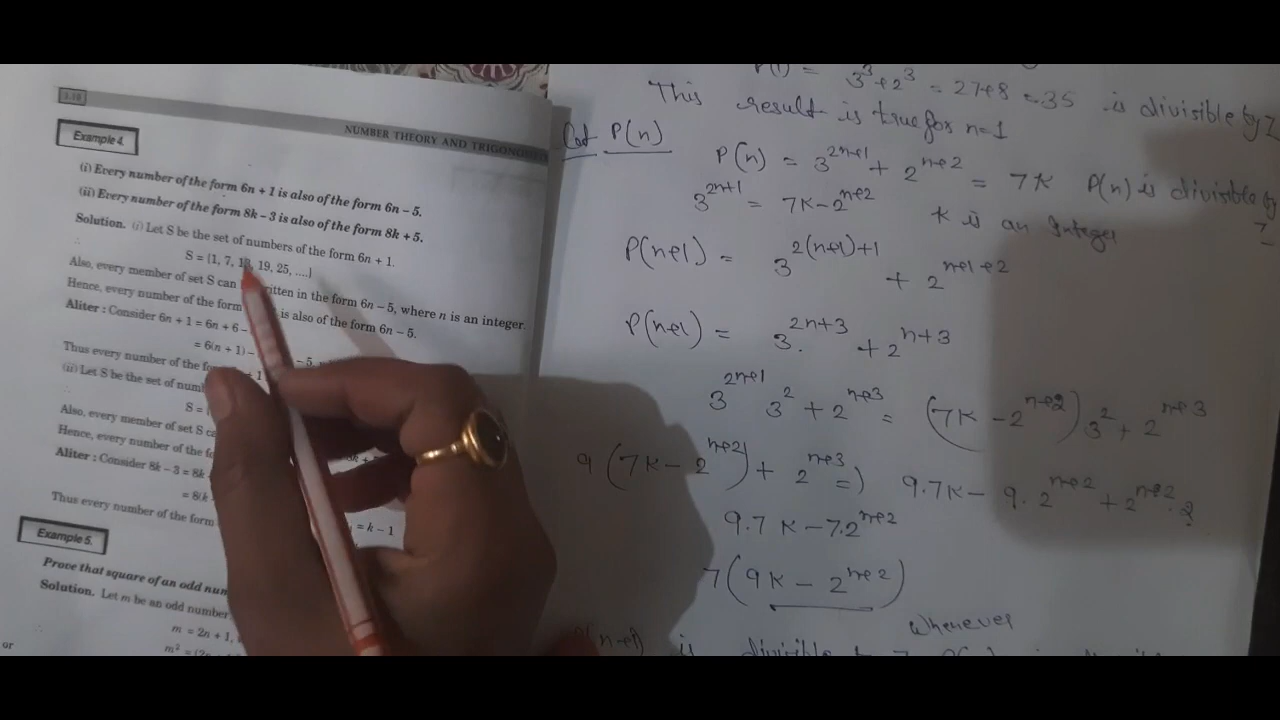 3.10
NUMBER THEORY AND
Example 4.
(i) Every number of the form 6n + 1 is also of the form 6n – 5.
(ii) Every number of the form 8k – 3 is also of the form 8k + 5.
Solution. (i) Let S be the set of numbers of the form 6n + 1.
∴ S = {1, 7, 13, 19, 25, ....}
Also, every member of set S can written in the form 6n – 5, where n is an integer.
Hence, every number of the form is also of the form 6n – 5.
Aliter : Consider 6n + 1 = 6n + 6 –
= 6(n + 1) – – 5,
Thus every number of the
(ii) Let S be the set of
∴ S = {
Also, every member of set S
Hence, every number of the
Aliter : Consider 8k – 3 = 8k
= 8(k
Thus every number of the form = k – 1
Example 5.
Prove that square of an odd
Solution. Let m be an odd number
m = 2n + 1,
or m² =
P(1) = 3³ + 2³ = 27+8 = 35 is divisible by 7
This result is true for n=1
P(n)
P(n) = 3^{2n+1} + 2^{n+2} = 7K P(n) is divisible by 7
3^{2n+1} = 7K – 2^{n+2} K is an Integer
P(n+1) = 3^{2(n+1)+1} + 2^{n+1+2}
P(n+1) = 3^{2n+3} + 2^{n+3}
3^{2n+1} 3² + 2^{n+3} = (7K – 2^{n+2}) 3² + 2^{n+3}
9(7K – 2^{n+2}) + 2^{n+3} =) 9.7K – 9.2^{n+2} + 2^{n+2}.2
9.7K – 7.2^{n+2}
7(9K – 2^{n+2})
Whenever
P(n+1) is divisible